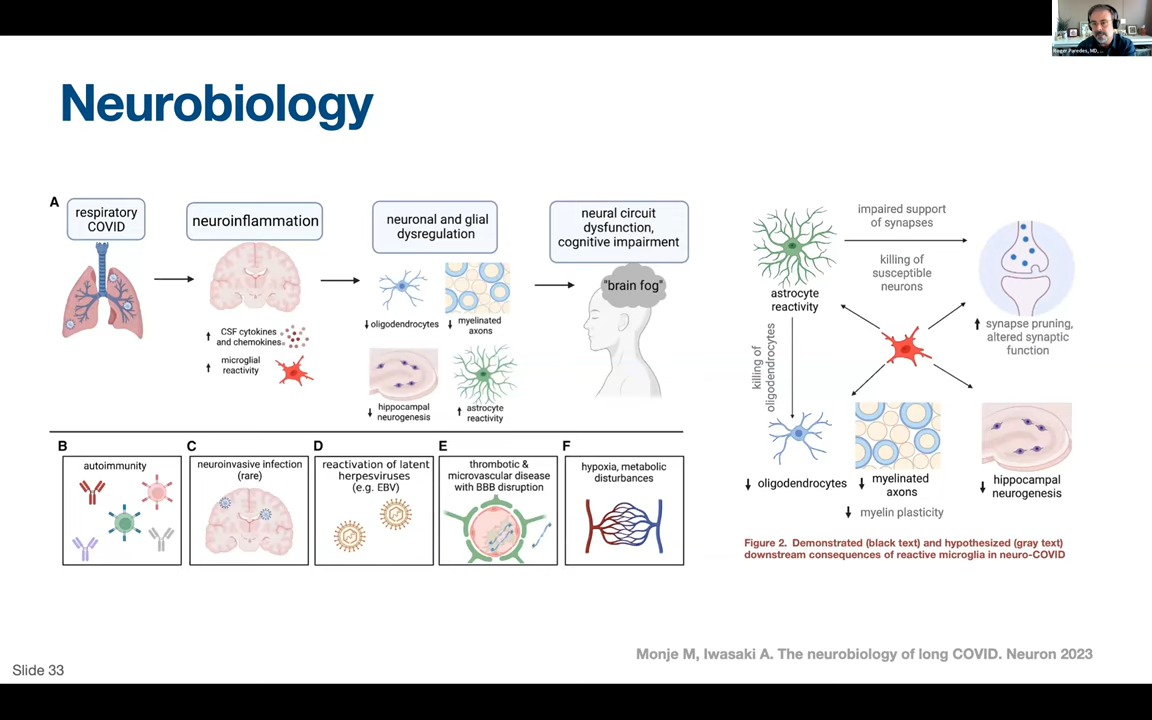 Roger Paredes, MD, ...
Neurobiology
A
respiratory
COVID
neuroinflammation
neuronal and glial
dysregulation
neural circuit
dysfunction,
cognitive impairment
"brain fog"
CSF cytokines
and chemokines
microglial
reactivity
oligodendrocytes
myelinated
axons
hippocampal
neurogenesis
astrocyte
reactivity
B
autoimmunity
C
neuroinvasive infection
(rare)
D
reactivation of latent
herpesviruses
(e.g. EBV)
E
thrombotic &
microvascular disease
with BBB disruption
F
hypoxia, metabolic
disturbances
astrocyte
reactivity
impaired support
of synapses
killing of
susceptible
neurons
synapse pruning,
altered synaptic
function
killing of
oligodendrocytes
oligodendrocytes
myelinated
axons
myelin plasticity
hippocampal
neurogenesis
Figure 2. Demonstrated (black text) and hypothesized (gray text)
downstream consequences of reactive microglia in neuro-COVID
Monje M, Iwasaki A. The neurobiology of long COVID. Neuron 2023
Slide 33